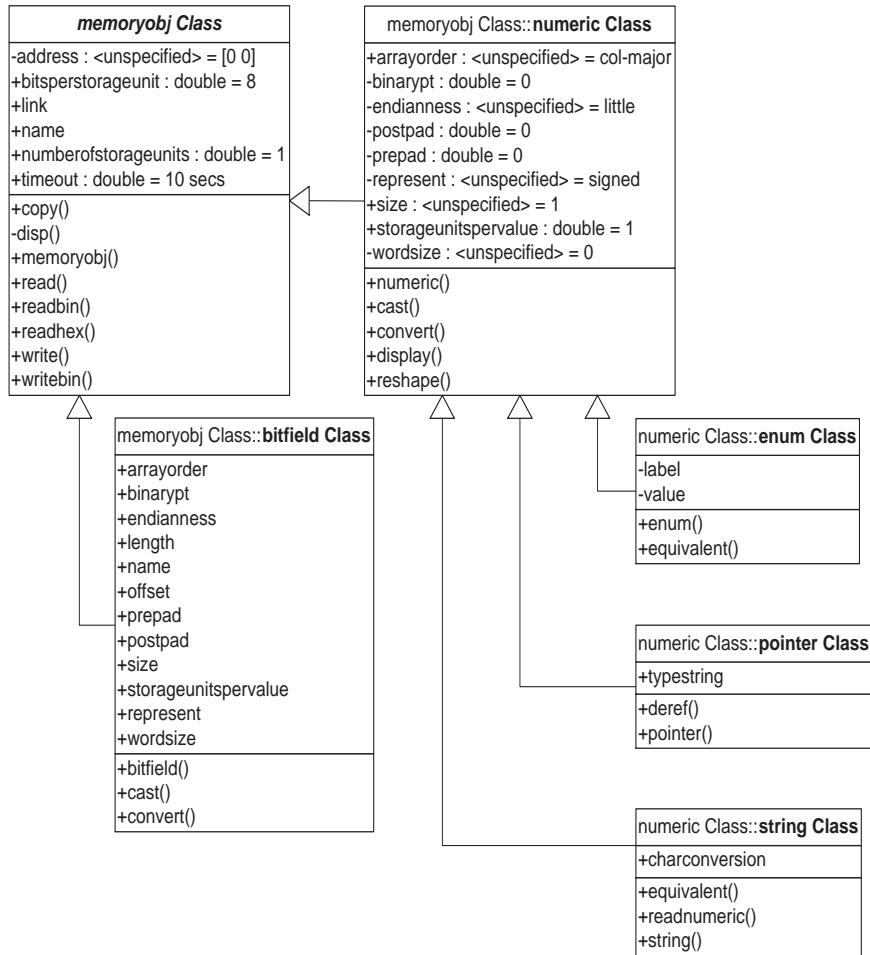 memoryobj Class
-address : <unspecified> = [0 0]
+bitsperstorageunit : double = 8
+link
+name
+numberofstorageunits : double = 1
+timeout : double = 10 secs
+copy()
-disp()
+memoryobj()
+read()
+readbin()
+readhex()
+write()
+writebin()
memoryobj Class::numeric Class
+arrayorder : <unspecified> = col-major
-binarypt : double = 0
-endianness : <unspecified> = little
-postpad : double = 0
-prepad : double = 0
-represent : <unspecified> = signed
+size : <unspecified> = 1
+storageunitspervalue : double = 1
-wordsize : <unspecified> = 0
+numeric()
+cast()
+convert()
+display()
+reshape()
memoryobj Class::bitfield Class
+arrayorder
+binarypt
+endianness
+length
+name
+offset
+prepad
+postpad
+size
+storageunitspervalue
+represent
+wordsize
+bitfield()
+cast()
+convert()
numeric Class::enum Class
-label
-value
+enum()
+equivalent()
numeric Class::pointer Class
+typestring
+deref()
+pointer()
numeric Class::string Class
+charconversion
+equivalent()
+readnumeric()
+string()